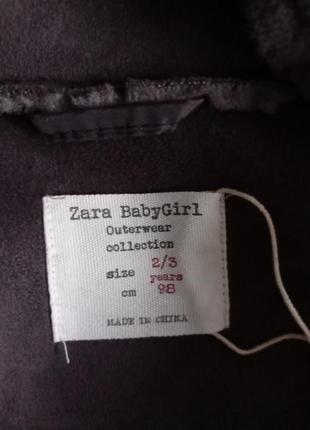 Zara BabyGirl
Outerwear
collection
size 2/3 years
cm 98
MADE IN CHINA